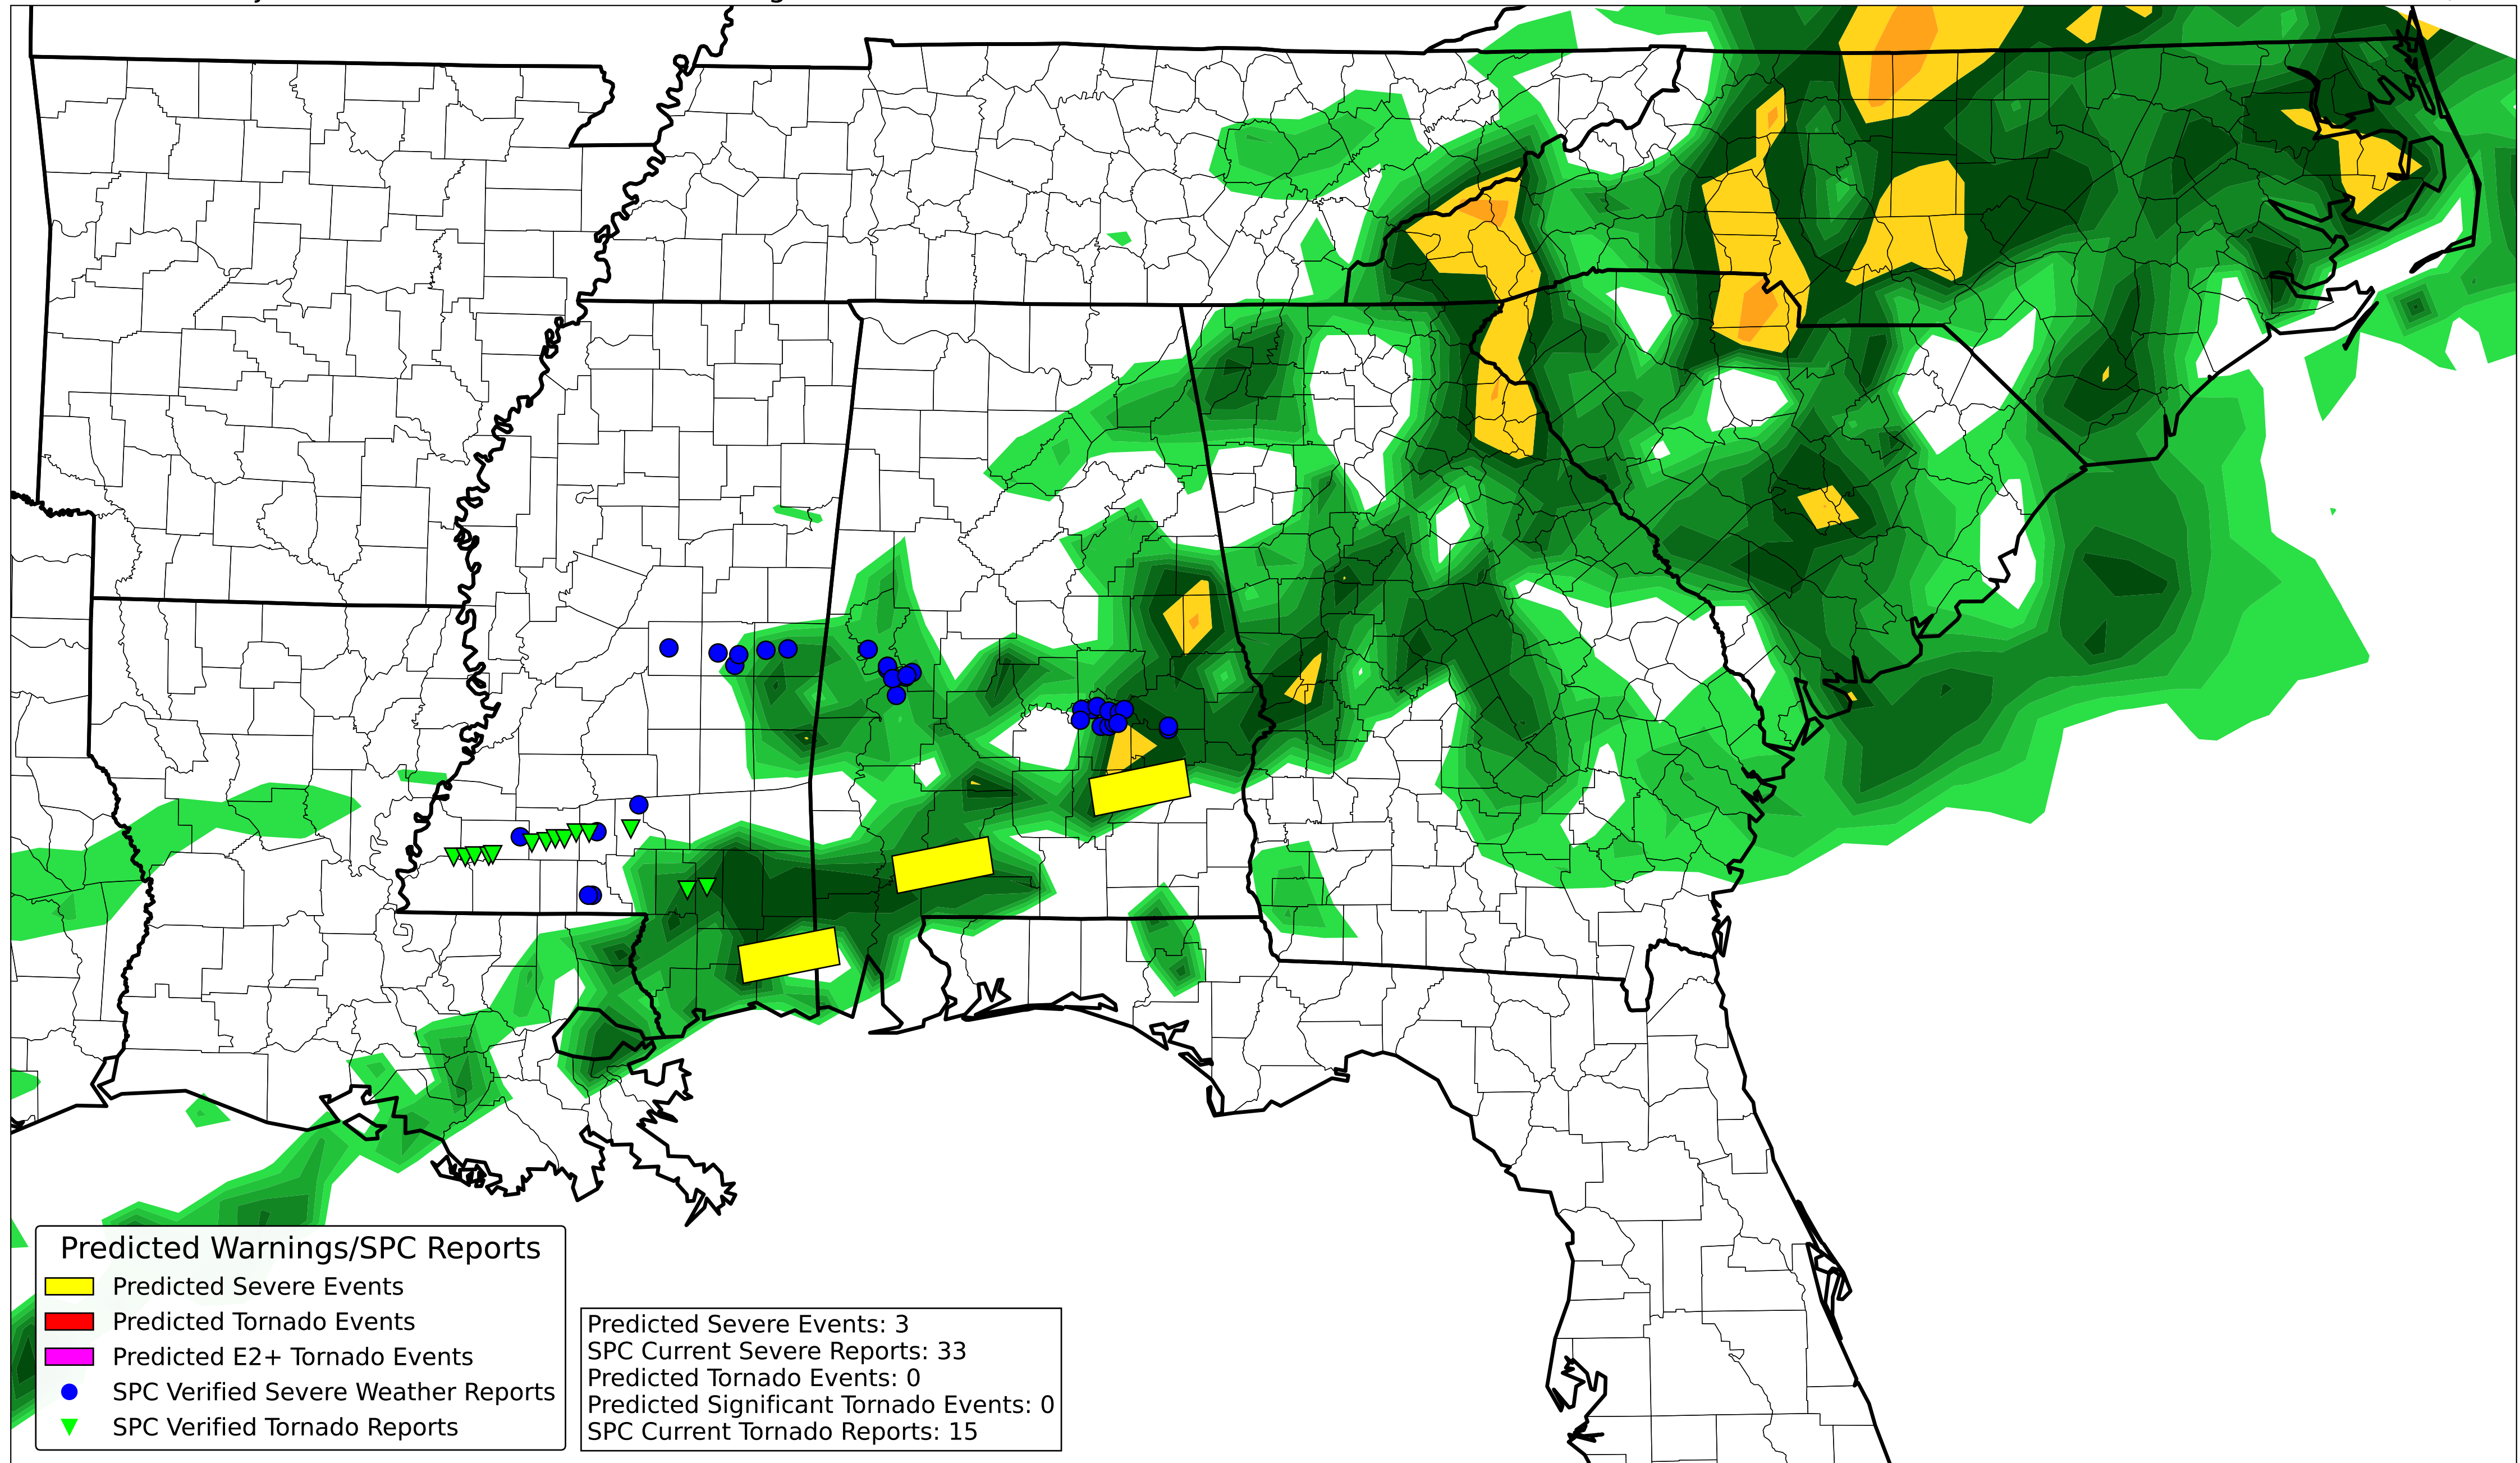 Predicted Warnings/SPC Reports
Predicted Severe Events
Predicted Tornado Events
Predicted E2+ Tornado Events
SPC Verified Severe Weather Reports
SPC Verified Tornado Reports
Predicted Severe Events: 3
SPC Current Severe Reports: 33
Predicted Tornado Events: 0
Predicted Significant Tornado Events: 0
SPC Current Tornado Reports: 15